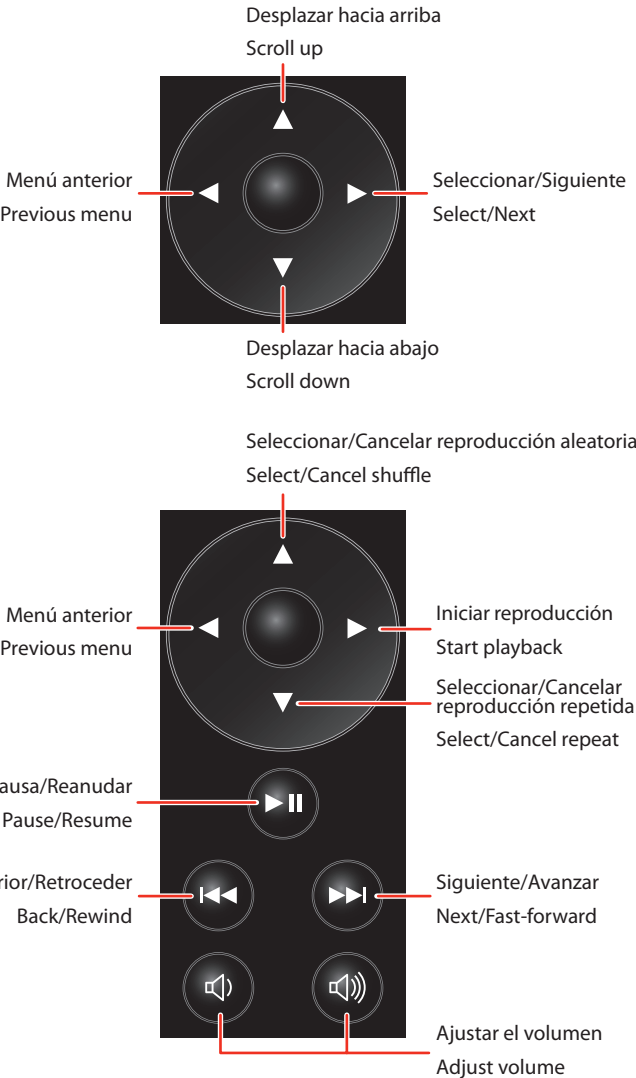 Desplazar hacia arriba
Scroll up
Menú anterior
Previous menu
Seleccionar/Siguiente
Select/Next
Desplazar hacia abajo
Scroll down
Seleccionar/Cancelar reproducción aleatoria
Select/Cancel shuffle
Menú anterior
Previous menu
Iniciar reproducción
Start playback
Seleccionar/Cancelar
reproducción repetida
Select/Cancel repeat
ausa/Reanudar
Pause/Resume
rior/Retroceder
Back/Rewind
Siguiente/Avanzar
Next/Fast-forward
Ajustar el volumen
Adjust volume